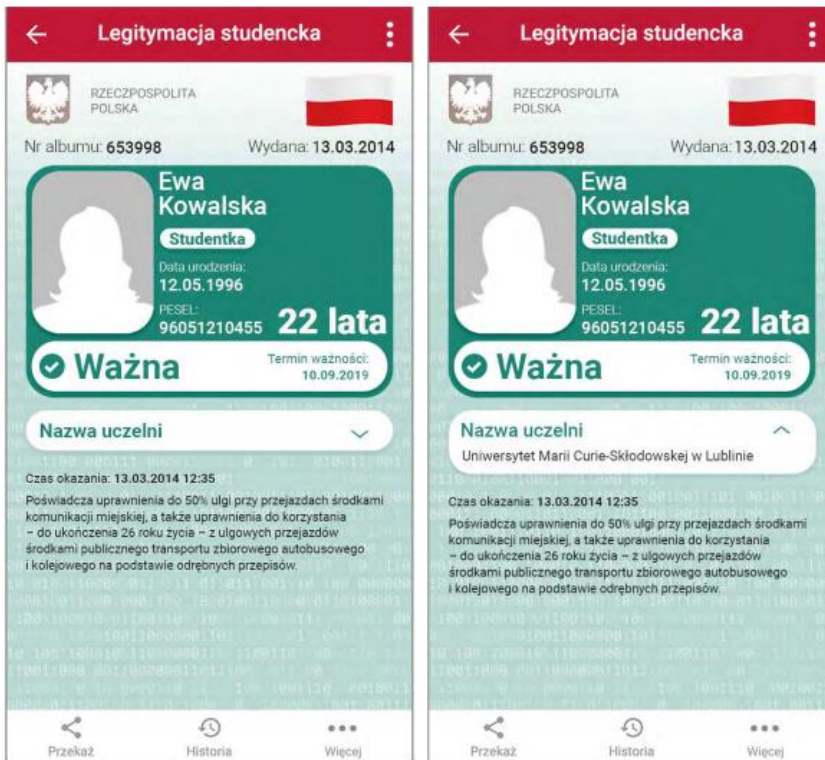 Legitymacja studencka
RZECZPOSPOLITA
POLSKA
Nr albumu: 653998 Wydana: 13.03.2014
Ewa
Kowalska
Studentka
Data urodzenia:
12.05.1996
PESEL:
96051210455 22 lata
Ważna Termin ważności:
10.09.2019
Nazwa uczelni
Czas okazania: 13.03.2014 12:35
Poświadcza uprawnienia do 50% ulgi przy przejazdach środkami
komunikacji miejskiej, a także uprawnienia do korzystania
– do ukończenia 26 roku życia – z ulgowych przejazdów
środkami publicznego transportu zbiorowego autobusowego
i kolejowego na podstawie odrębnych przepisów.
Przekaż Historia Więcej
Legitymacja studencka
RZECZPOSPOLITA
POLSKA
Nr albumu: 653998 Wydana: 13.03.2014
Ewa
Kowalska
Studentka
Data urodzenia:
12.05.1996
PESEL:
96051210455 22 lata
Ważna Termin ważności:
10.09.2019
Nazwa uczelni
Uniwersytet Marii Curie-Skłodowskej w Lublinie
Czas okazania: 13.03.2014 12:35
Poświadcza uprawnienia do 50% ulgi przy przejazdach środkami
komunikacji miejskiej, a także uprawnienia do korzystania
– do ukończenia 26 roku życia – z ulgowych przejazdów
środkami publicznego transportu zbiorowego autobusowego
i kolejowego na podstawie odrębnych przepisów.
Przekaż Historia Więcej